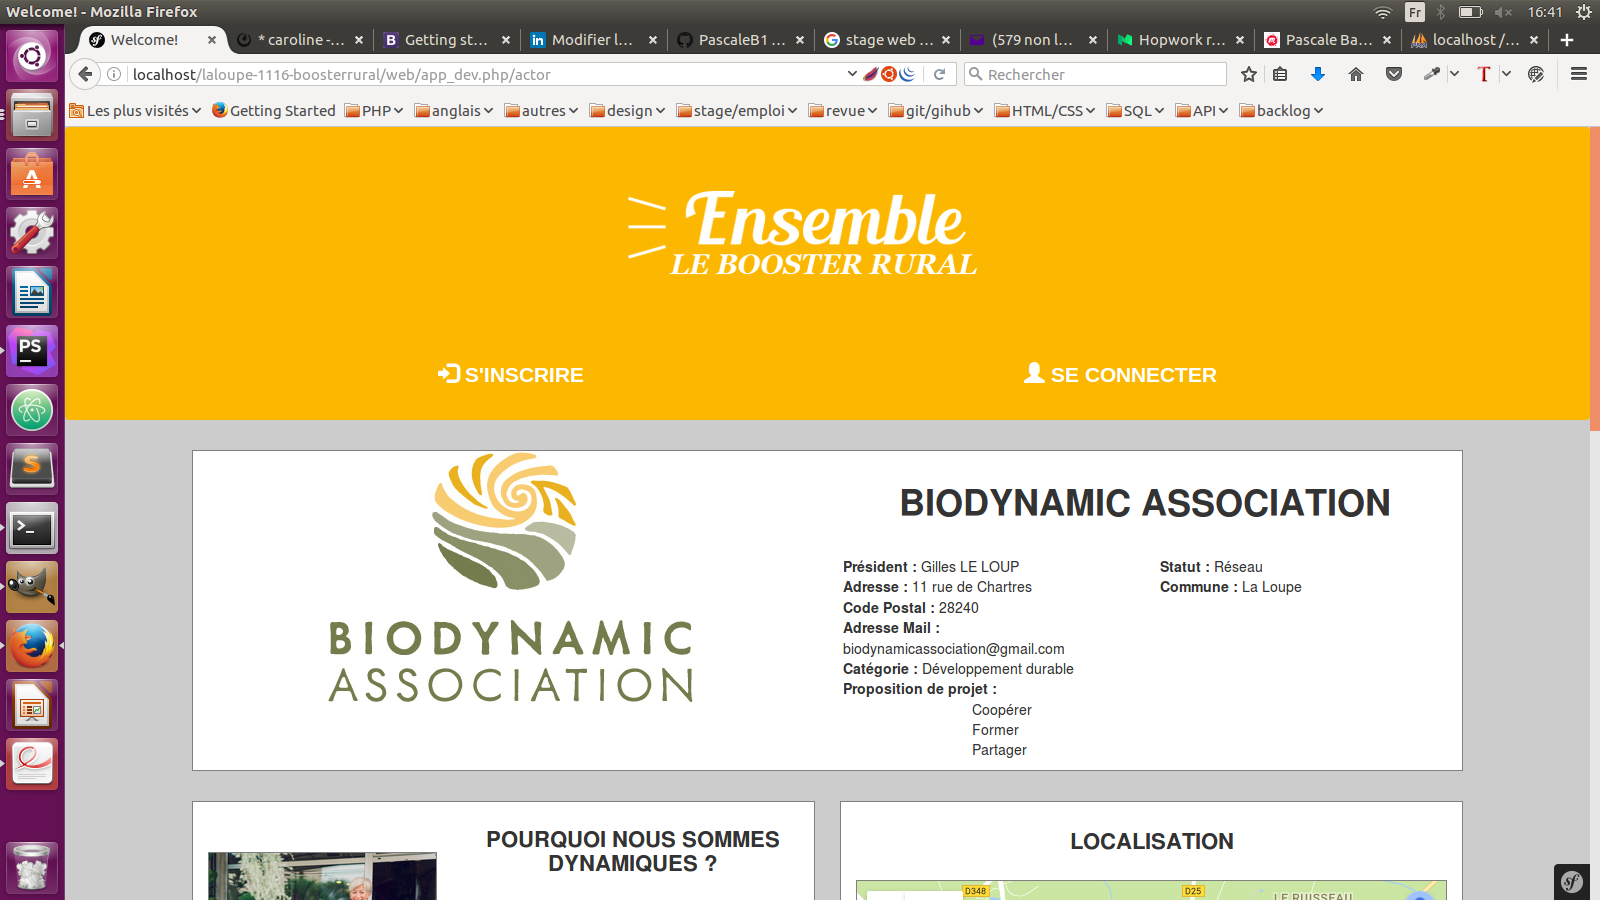 Welcome! - Mozilla Firefox
Fr
16:41
Welcome!
* caroline -...
Getting st...
Modifier l...
PascaleB1 ...
stage web ...
(579 non l...
Hopwork r...
Pascale Ba...
localhost /...
localhost/laloupe-1116-boosterrural/web/app_dev.php/actor
Rechercher
Les plus visités
Getting Started
PHP
anglais
autres
design
stage/emploi
revue
git/gihub
HTML/CSS
SQL
API
backlog
Ensemble
LE BOOSTER RURAL
S'INSCRIRE
SE CONNECTER
BIODYNAMIC
ASSOCIATION
BIODYNAMIC ASSOCIATION
Président : Gilles LE LOUP
Adresse : 11 rue de Chartres
Code Postal : 28240
Adresse Mail :
biodynamicassociation@gmail.com
Catégorie : Développement durable
Proposition de projet :
Coopérer
Former
Partager
Statut : Réseau
Commune : La Loupe
POURQUOI NOUS SOMMES
DYNAMIQUES ?
LOCALISATION
D348
D25
LE RUISSEAU